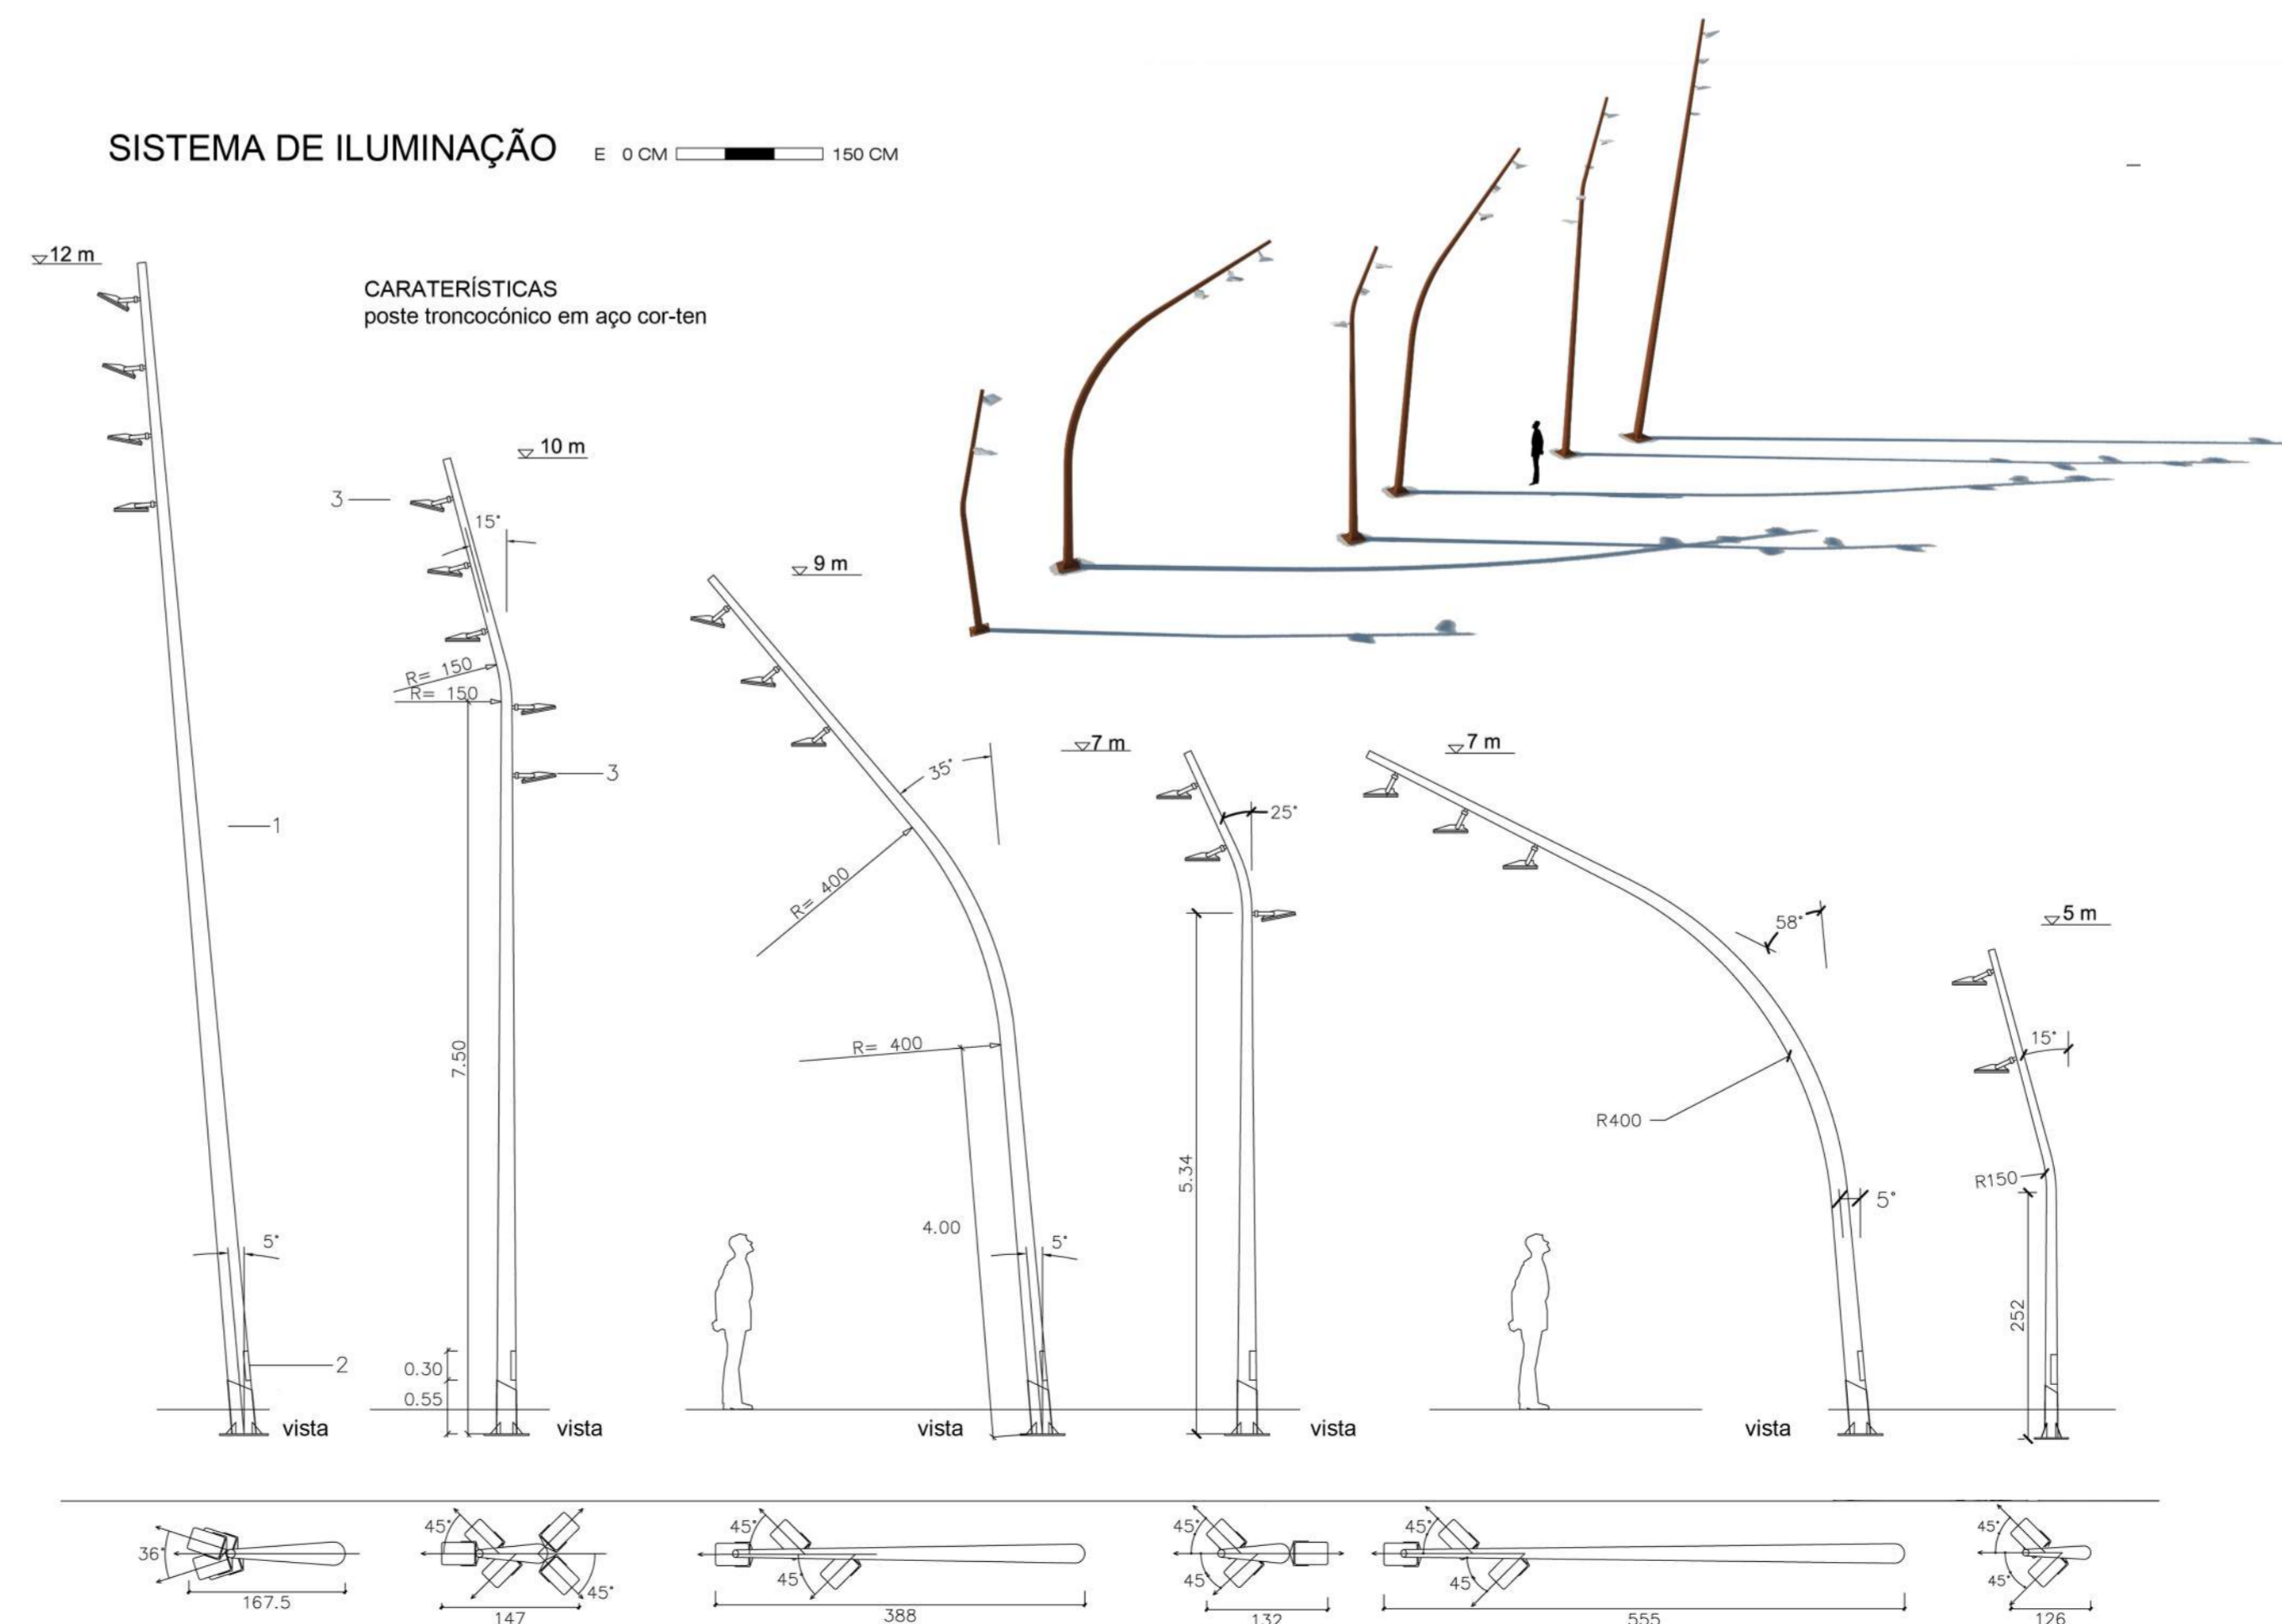 SISTEMA DE ILUMINAÇÃO
E 0 CM 150 CM
12 m
CARATERÍSTICAS
poste troncocónico em aço cor-ten
10 m
3
15°
9 m
R= 150
R= 150
3
7 m
7 m
35°
25°
1
R= 400
58°
5 m
15°
7.50
R= 400
R400
5.34
R150
5°
4.00
5°
5°
252
2
0.30
0.55
vista
vista
vista
vista
vista
36°
167.5
45°
45°
147
45°
45°
388
45°
45°
132
45°
45°
555
45°
45°
126